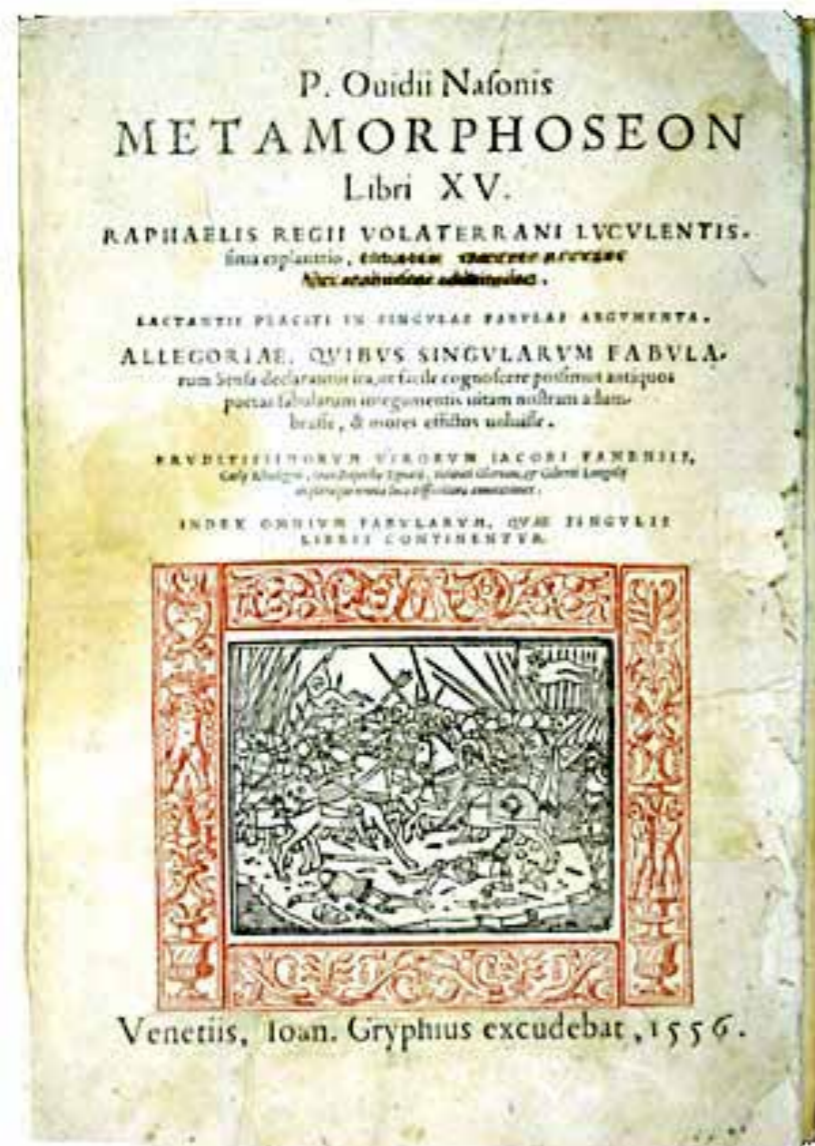 P. Ouidii Naſonis
METAMORPHOSEON
Libri XV.
RAPHAELIS REGII VOLATERRANI LVCVLENTIS-
ſima explanatio,
LACTANTII PLACITI IN SINGVLAS FABVLAS ARGVMENTA.
ALLEGORIAE, QVIBVS SINGVLARVM FABVLA-
rum Senſa declarantur ita, ut facile cognoſcere poſſimus antiquos
poetas fabularum integumentis uitam noſtram adum-
braſſe, & mores effictos uoluiſſe.
ERVDITISSIMORVM VIRORVM IACOBI FANENSIS,
INDEX OMNIVM FABVLARVM, QVAE SINGVLIS
LIBRIS CONTINENTVR.
Venetiis, Ioan. Gryphius excudebat, 1556.